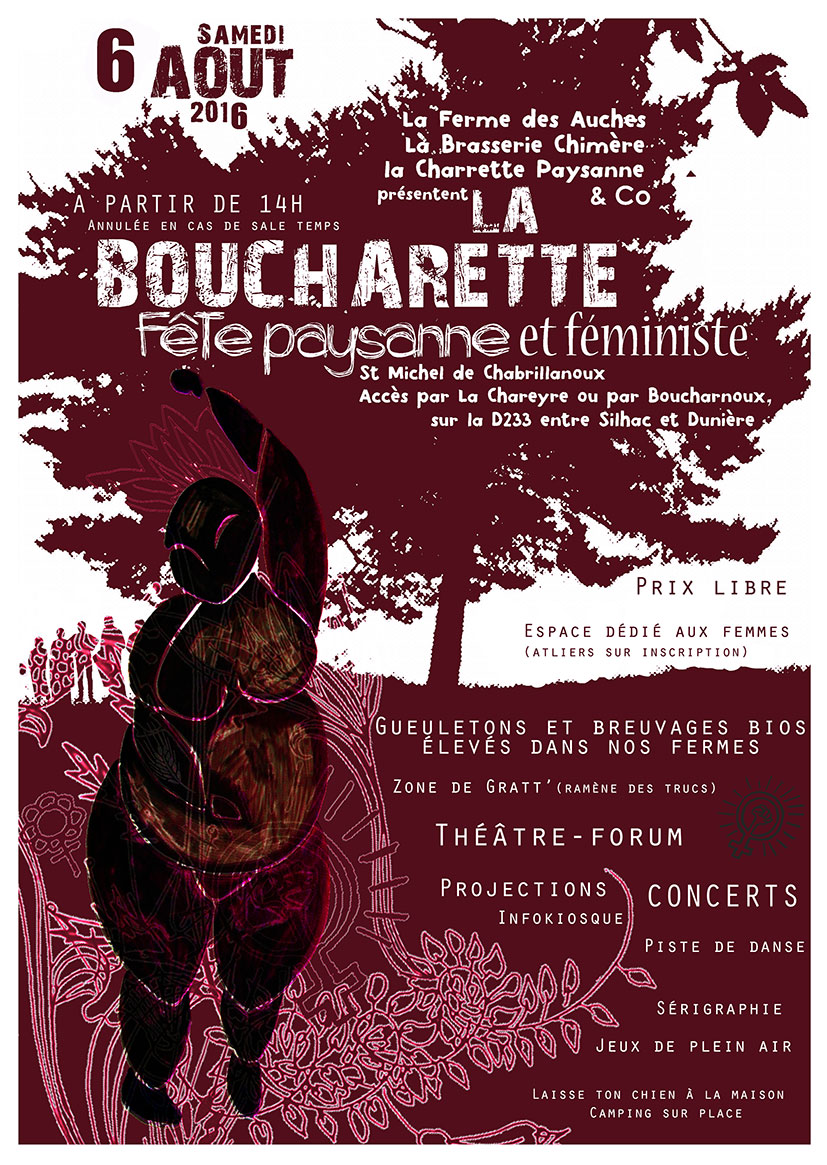 6 SAMEDI
AOUT
2016
La Ferme des Auches
Là Brasserie Chimère
la Charrette Paysanne
présentent & Co
A PARTIR DE 14H
ANNULÉE EN CAS DE SALE TEMPS
LA
BOUCHARETTE
FÊTE paysanne et féministe
St Michel de Chabrillanoux
Accès par La Chareyre ou par Boucharnoux,
sur la D233 entre Silhac et Dunière
PRIX LIBRE
ESPACE DÉDIÉ AUX FEMMES
(ATLIERS SUR INSCRIPTION)
GUEULETONS ET BREUVAGES BIOS
ÉLEVÉS DANS NOS FERMES
ZONE DE GRATT' (RAMÈNE DES TRUCS)
THÉÂTRE-FORUM
PROJECTIONS
CONCERTS
INFOKIOSQUE
PISTE DE DANSE
SÉRIGRAPHIE
JEUX DE PLEIN AIR
LAISSE TON CHIEN À LA MAISON
CAMPING SUR PLACE